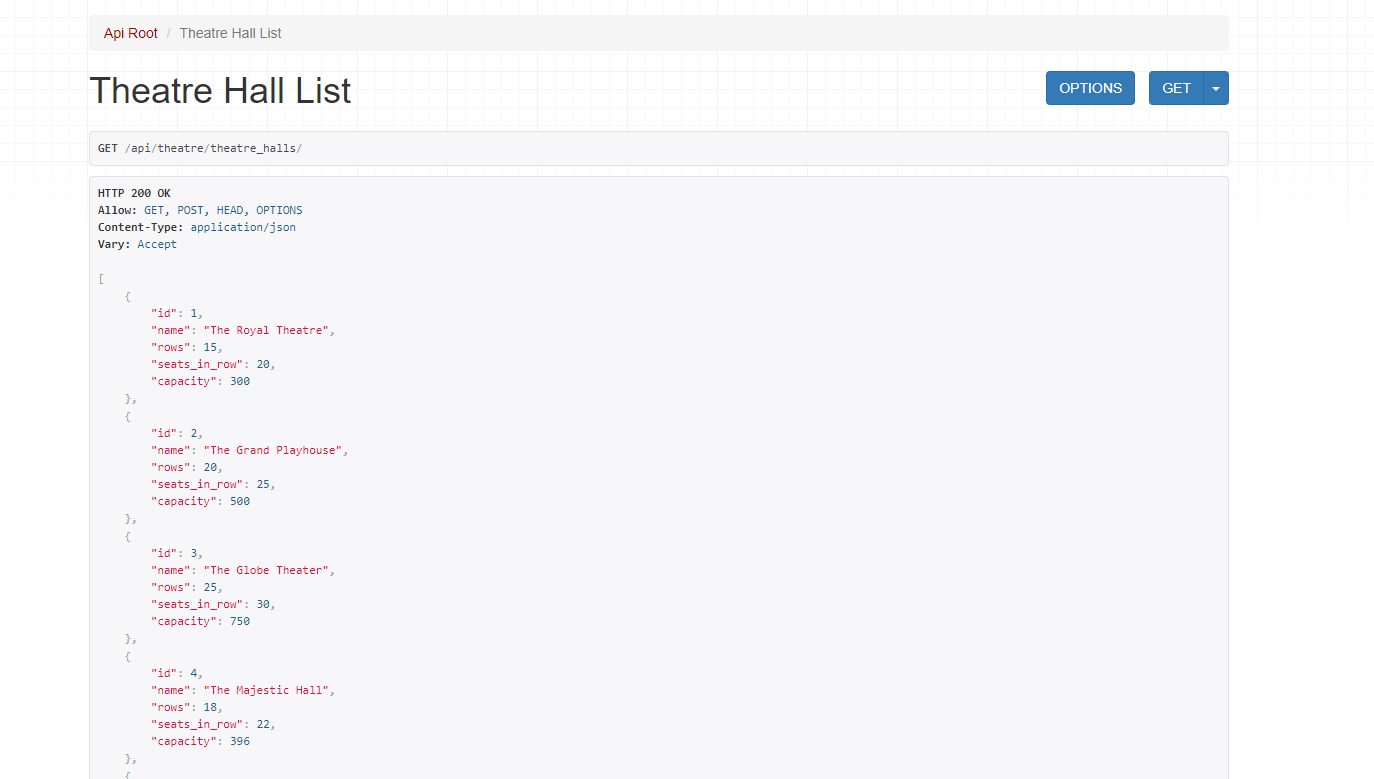 Api Root / Theatre Hall List
Theatre Hall List
OPTIONS GET
GET /api/theatre/theatre_halls/
HTTP 200 OK
Allow: GET, POST, HEAD, OPTIONS
Content-Type: application/json
Vary: Accept
[
    {
        "id": 1,
        "name": "The Royal Theatre",
        "rows": 15,
        "seats_in_row": 20,
        "capacity": 300
    },
    {
        "id": 2,
        "name": "The Grand Playhouse",
        "rows": 20,
        "seats_in_row": 25,
        "capacity": 500
    },
    {
        "id": 3,
        "name": "The Globe Theater",
        "rows": 25,
        "seats_in_row": 30,
        "capacity": 750
    },
    {
        "id": 4,
        "name": "The Majestic Hall",
        "rows": 18,
        "seats_in_row": 22,
        "capacity": 396
    },
    {